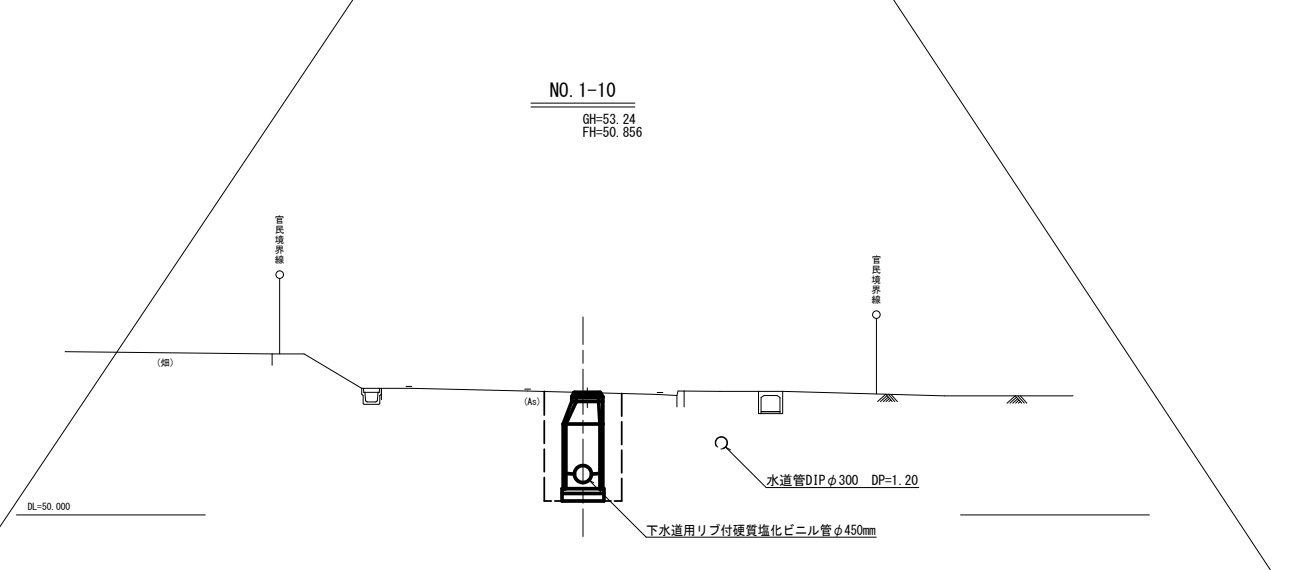 NO.1-10
GH=53.24
FH=50.856
官民境界線
官民境界線
(畑)
(As)
水道管DIPφ300 DP=1.20
DL=50.000
下水道用リブ付硬質塩化ビニル管φ450mm